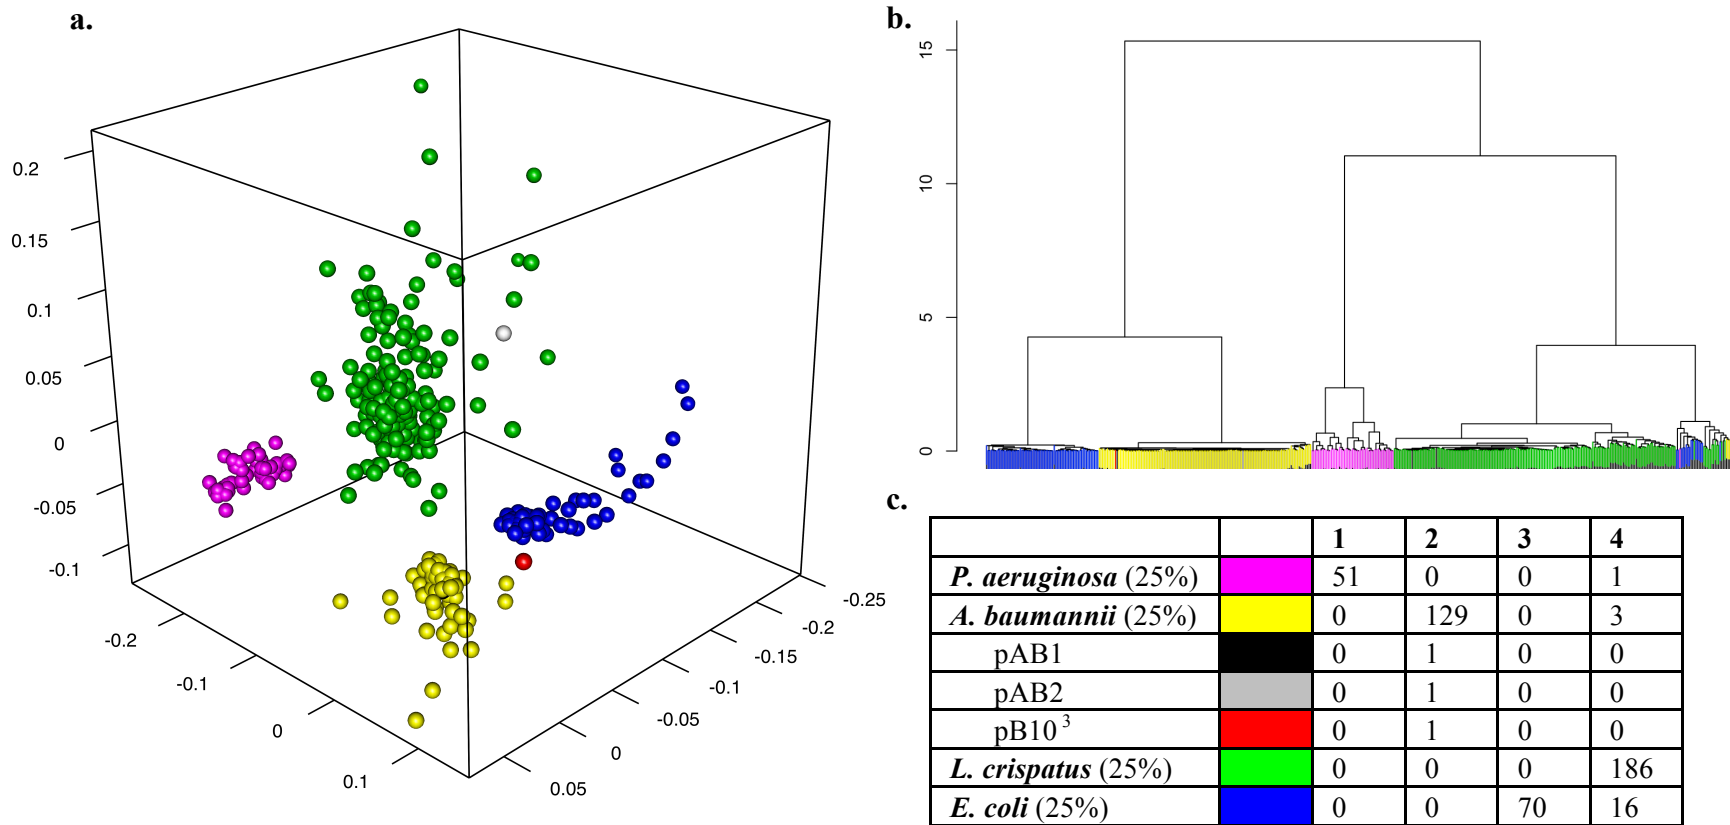 a.
0.2
0.15
0.1
0.05
0
-0.05
-0.1
-0.2
-0.1
0
0.1
0.05
0
-0.05
-0.1
-0.15
-0.2
-0.25
b.
15
10
5
0
c.
1 2 3 4
P. aeruginosa (25%) 51 0 0 1
A. baumannii (25%) 0 129 0 3
pAB1 0 1 0 0
pAB2 0 1 0 0
pB10 3 0 1 0 0
L. crispatus (25%) 0 0 0 186
E. coli (25%) 0 0 70 16